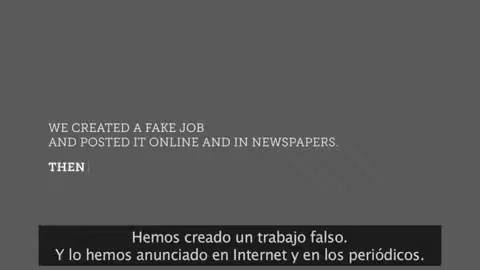 WE CREATED A FAKE JOB
AND POSTED IT ONLINE AND IN NEWSPAPERS.
THEN
Hemos creado un trabajo falso.
Y lo hemos anunciado en Internet y en los periódicos.